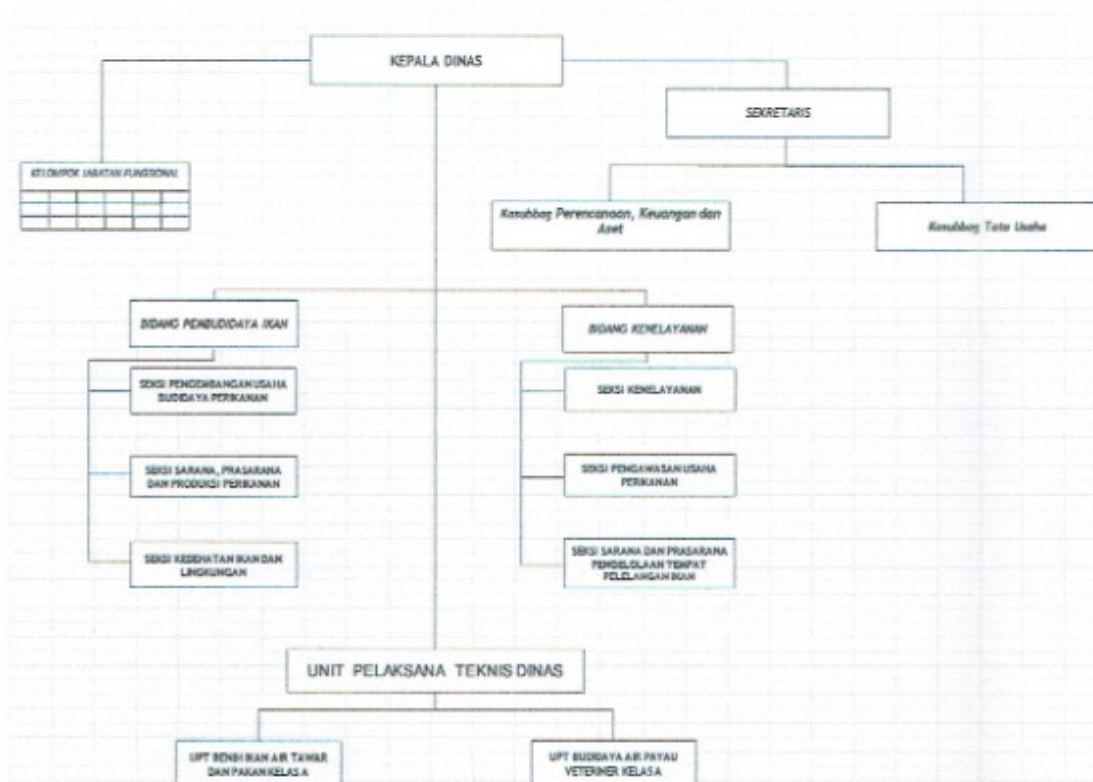 KEPALA DINAS
SEKRETARIS
KELOMPOK JABATAN FUNGSIONAL
Kasubbag Perencanaan, Keuangan dan
Aset
Kasubbag Tata Usaha
BIDANG PEMBUDIDAYA IKAN
BIDANG KENELAYANAN
SEKSI PENGEMBANGAN USAHA
BUDIDAYA PERIKANAN
SEKSI KENELAYANAN
SEKSI SARANA, PRASARANA
DAN PRODUKSI PERIKANAN
SEKSI PENGAWASAN USAHA
PERIKANAN
SEKSI KESEHATAN IKAN DAN
LINGKUNGAN
SEKSI SARANA DAN PRASARANA
PENGELOLAAN TEMPAT
PELELANGAN IKAN
UNIT PELAKSANA TEKNIS DINAS
UPT BENIH IKAN AIR TAWAR
DAN PAKAN KELAS A
UPT BUDIDAYA AIR PAYAU
VETERINER KELAS A